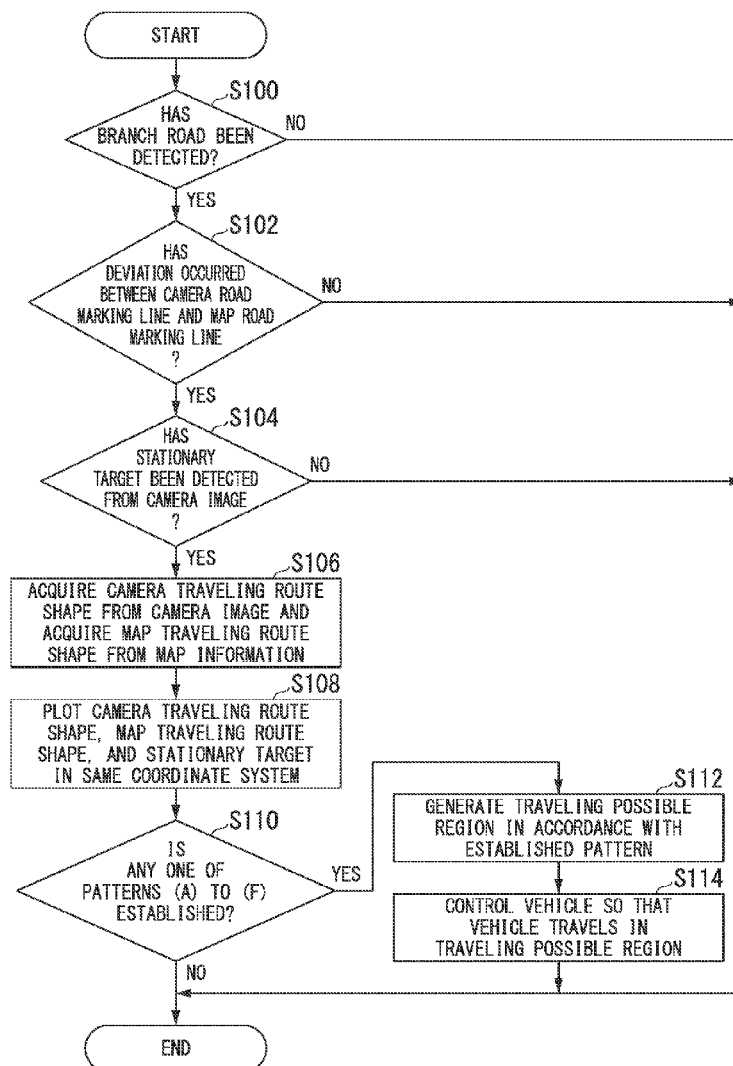 START
S100
HAS
BRANCH ROAD BEEN
DETECTED?
NO
YES
S102
HAS
DEVIATION OCCURRED
BETWEEN CAMERA ROAD
MARKING LINE AND MAP ROAD
MARKING LINE
?
NO
YES
S104
HAS
STATIONARY
TARGET BEEN DETECTED
FROM CAMERA IMAGE
?
NO
YES
S106
ACQUIRE CAMERA TRAVELING ROUTE
SHAPE FROM CAMERA IMAGE AND
ACQUIRE MAP TRAVELING ROUTE
SHAPE FROM MAP INFORMATION
S108
PLOT CAMERA TRAVELING ROUTE
SHAPE, MAP TRAVELING ROUTE
SHAPE, AND STATIONARY TARGET
IN SAME COORDINATE SYSTEM
S110
IS
ANY ONE OF
PATTERNS (A) TO (F)
ESTABLISHED?
YES
NO
S112
GENERATE TRAVELING POSSIBLE
REGION IN ACCORDANCE WITH
ESTABLISHED PATTERN
S114
CONTROL VEHICLE SO THAT
VEHICLE TRAVELS IN
TRAVELING POSSIBLE REGION
END